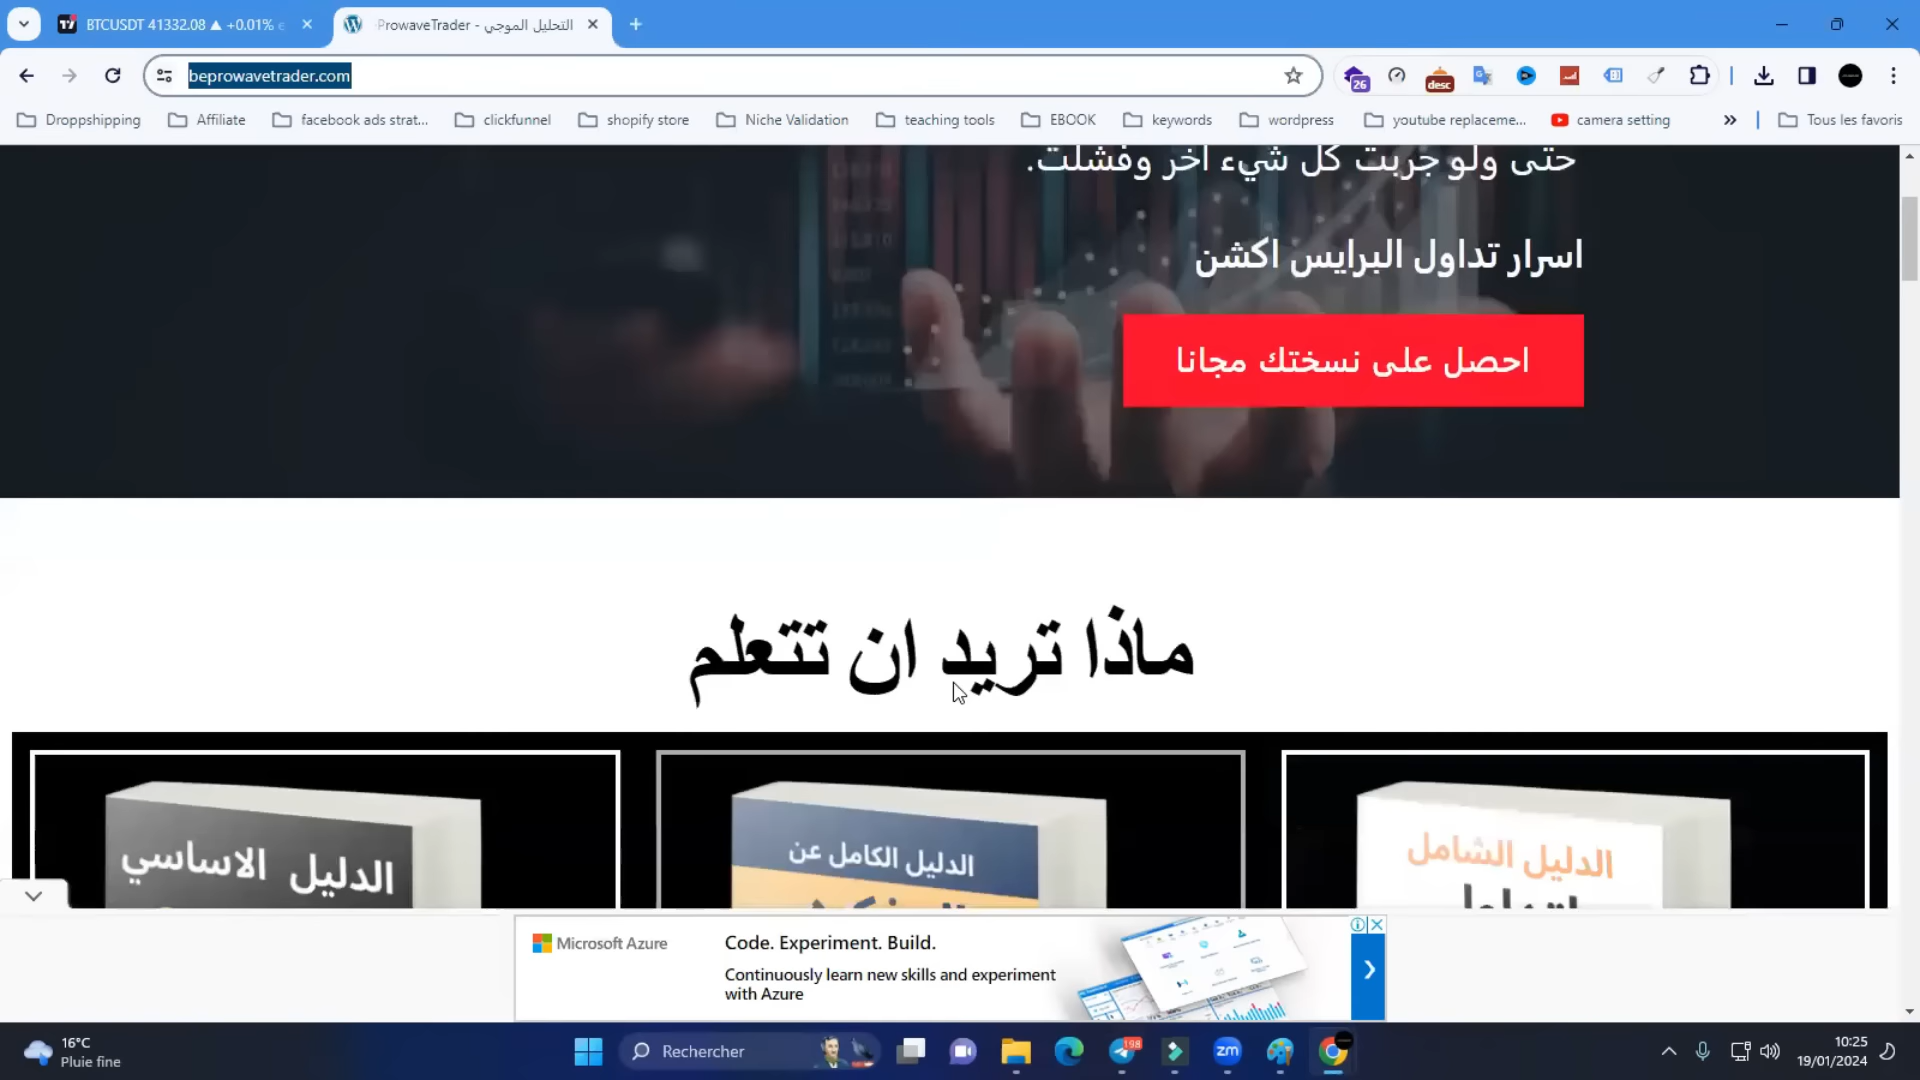 BTCUSDT 41332.08 ▲ +0.01%
ProwaveTrader - التحليل الموجي
beprowavetrader.com
26
desc
Droppshipping
Affiliate
facebook ads strat...
clickfunnel
shopify store
Niche Validation
teaching tools
EBOOK
keywords
wordpress
youtube replaceme...
camera setting
Tous les favoris
حتى ولو جربت كل شيء اخر وفشلت.
اسرار تداول البرايس اكشن
احصل على نسختك مجانا
ماذا تريد ان تتعلم
الدليل الاساسي
الدليل الكامل عن
الدليل الشامل
Microsoft Azure
Code. Experiment. Build.
Continuously learn new skills and experiment
with Azure
16°C
Pluie fine
Rechercher
198
zm
10:25
19/01/2024